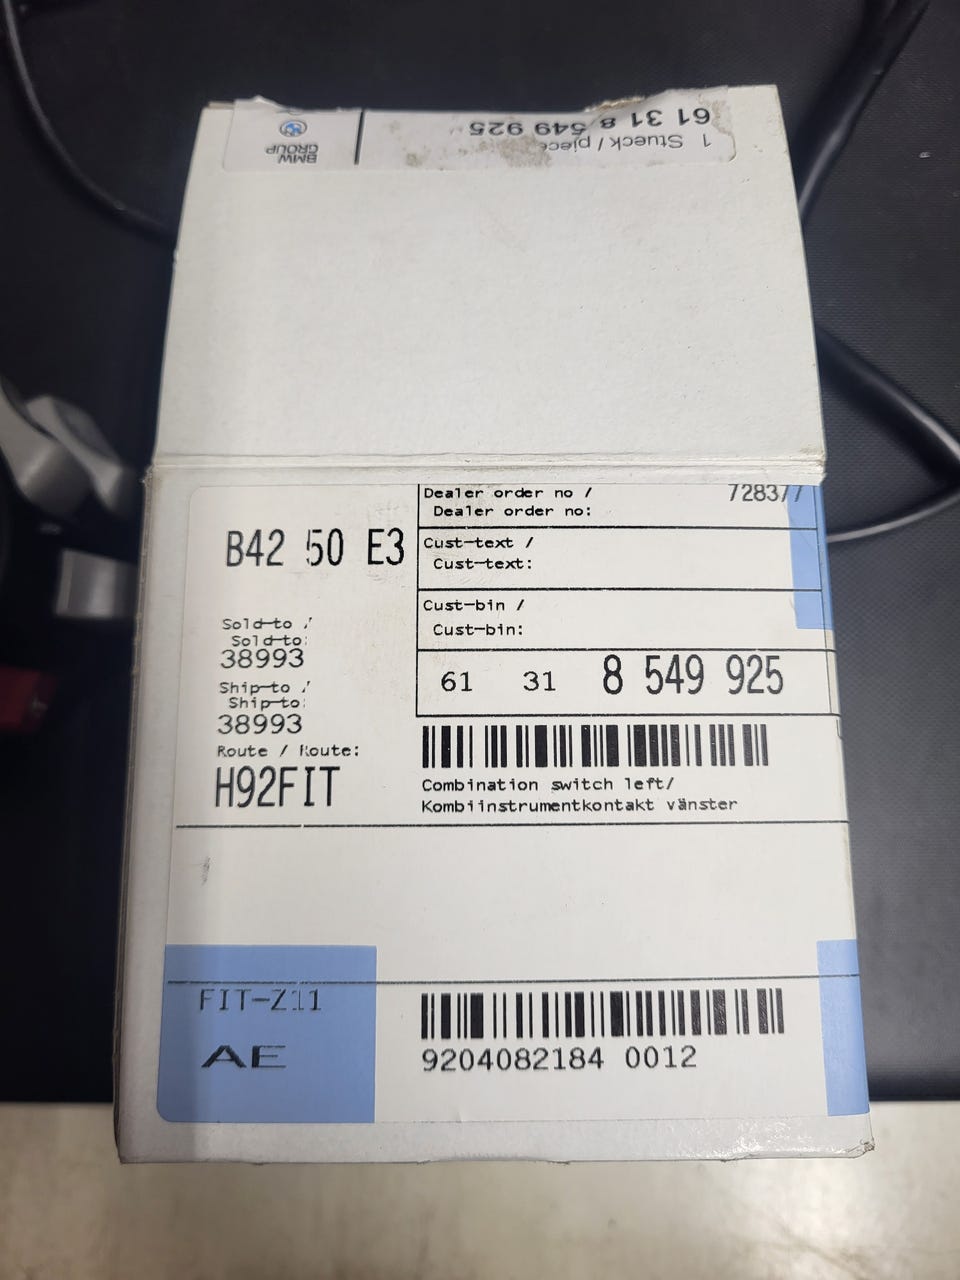 61 31 8 549 925
1 Stueck / piece
BMW
GROUP
B42 50 E3
Sold-to /
Sold-to:
38993
Ship-to /
Ship-to:
38993
Route / Route:
H92FIT
Dealer order no / 728377
Dealer order no:
Cust-text /
Cust-text:
Cust-bin /
Cust-bin:
61 31 8 549 925
Combination switch left/
Kombiinstrumentkontakt vänster
FIT-Z11
AE
9204082184 0012